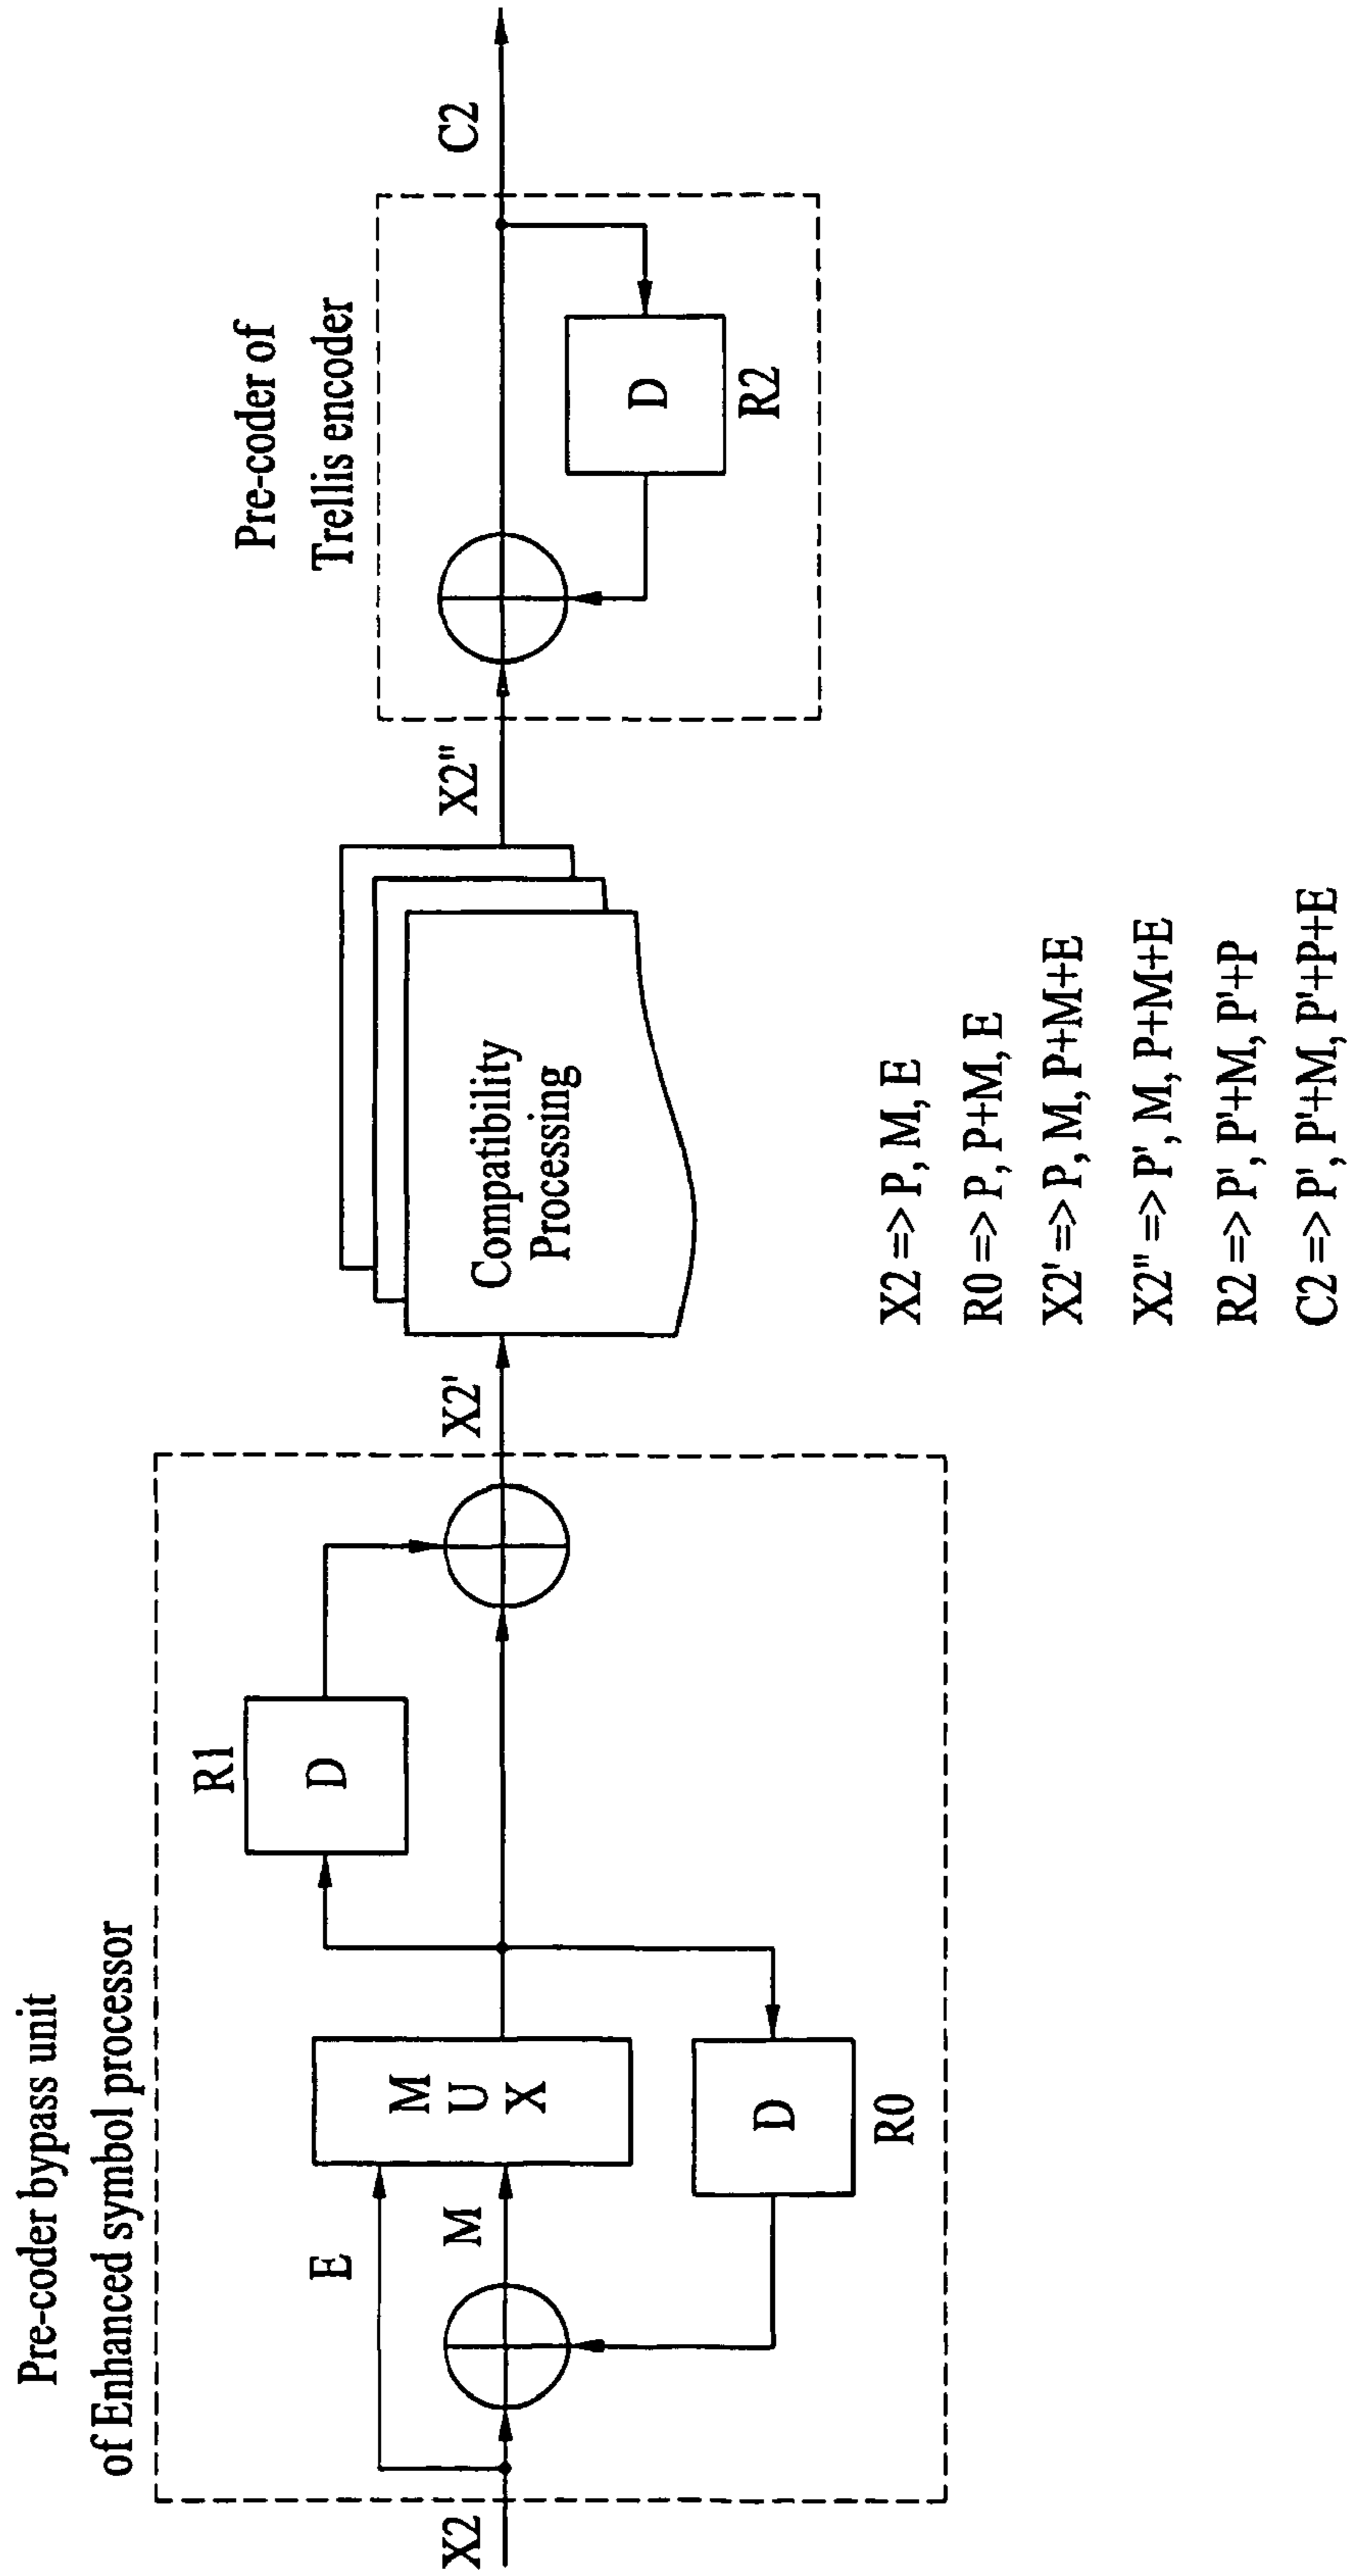 Pre-coder bypass unit
of Enhanced symbol processor
X2
E
M
M
U
X
D
R0
R1
D
X2'
Compatibility
Processing
X2"
Pre-coder of
Trellis encoder
D
R2
C2
X2 => P, M, E
R0 => P, P+M, E
X2' => P, M, P+M+E
X2" => P', M, P+M+E
R2 => P', P'+M, P'+P
C2 => P', P'+M, P'+P+E